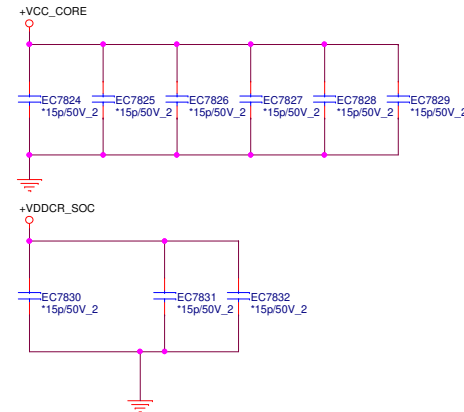 +VCC_CORE
EC7824 EC7825 EC7826 EC7827 EC7828 EC7829
*15p/50V_2 *15p/50V_2 *15p/50V_2 *15p/50V_2 *15p/50V_2 *15p/50V_2
+VDDCR_SOC
EC7830 EC7831 EC7832
*15p/50V_2 *15p/50V_2 *15p/50V_2